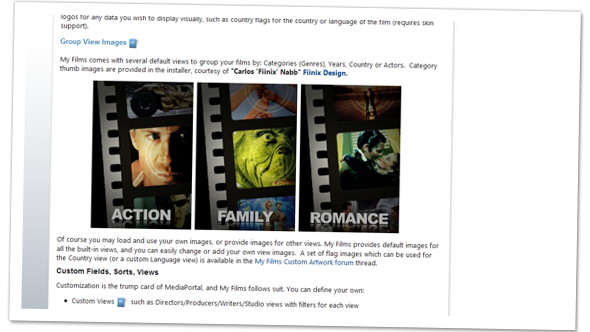 logos for any data you wish to display visually, such as country flags for the country or language of the film (requires skin
support).
Group View Images
My Films comes with several default views to group your films by: Categories (Genres), Years, Country or Actors. Category
thumb images are provided in the installer, courtesy of "Carlos 'Fiinix' Nabb" Fiinix Design.
ACTION
FAMILY
ROMANCE
Of course you may load and use your own images, or provide images for other views. My Films provides default images for
all the built-in views, and you can easily change or add your own view images. A set of flag images which can be used for
the Country view (or a custom Language view) is available in the My Films Custom Artwork forum thread.
Custom Fields, Sorts, Views
Customization is the trump card of MediaPortal, and My Films follows suit. You can define your own:
• Custom Views such as Directors/Producers/Writers/Studio views with filters for each view